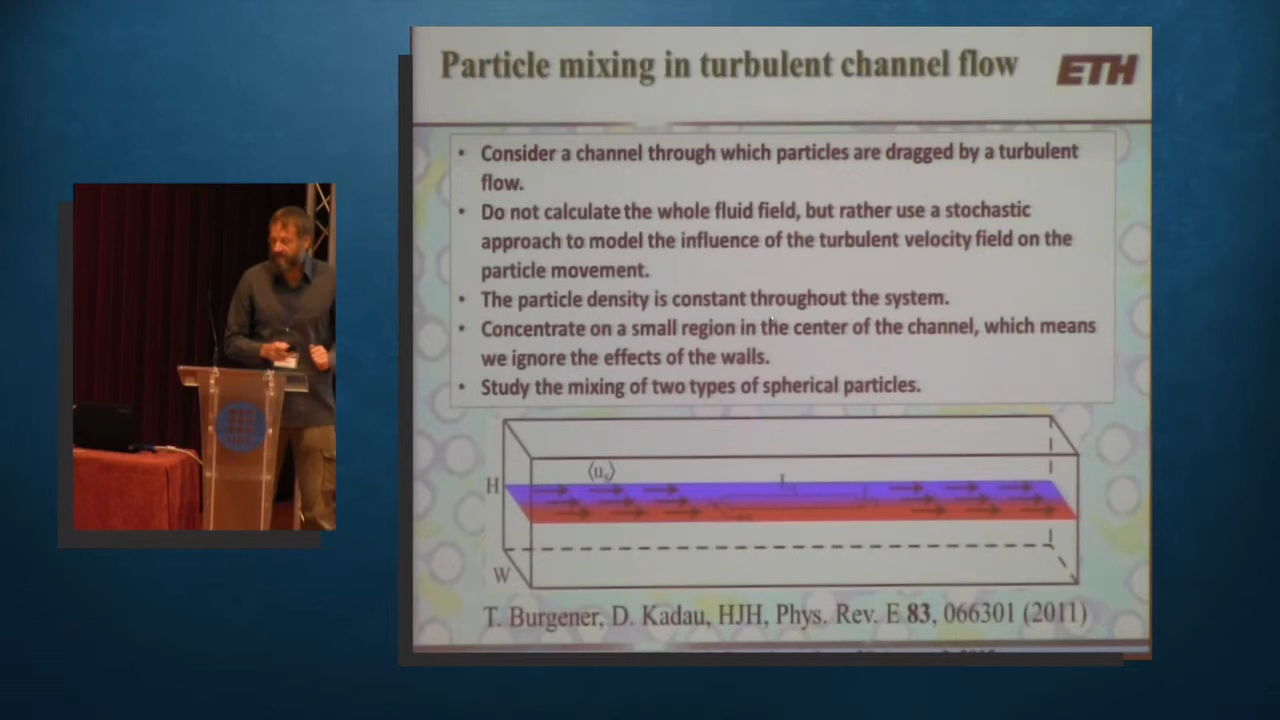 Particle mixing in turbulent channel flow
ETH
• Consider a channel through which particles are dragged by a turbulent
flow.
• Do not calculate the whole fluid field, but rather use a stochastic
approach to model the influence of the turbulent velocity field on the
particle movement.
• The particle density is constant throughout the system.
• Concentrate on a small region in the center of the channel, which means
we ignore the effects of the walls.
• Study the mixing of two types of spherical particles.
H
W
T. Burgener, D. Kadau, HJH, Phys. Rev. E 83, 066301 (2011)